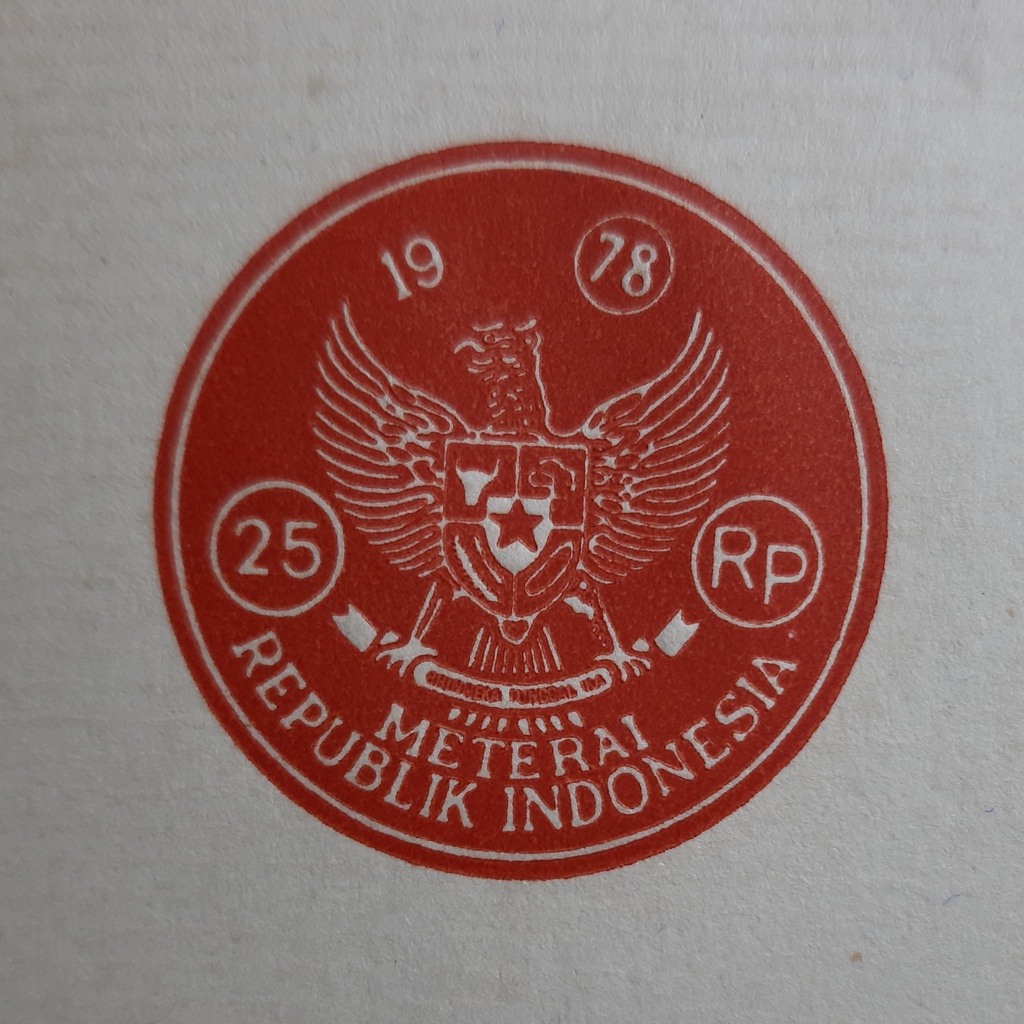 19 78
25 RP
BHINNEKA TUNGGAL IKA
METERAI
REPUBLIK INDONESIA